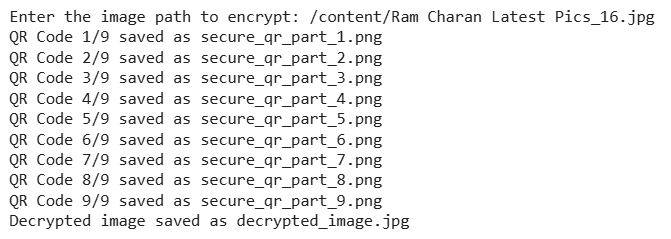 Enter the image path to encrypt: /content/Ram Charan Latest Pics_16.jpg
QR Code 1/9 saved as secure_qr_part_1.png
QR Code 2/9 saved as secure_qr_part_2.png
QR Code 3/9 saved as secure_qr_part_3.png
QR Code 4/9 saved as secure_qr_part_4.png
QR Code 5/9 saved as secure_qr_part_5.png
QR Code 6/9 saved as secure_qr_part_6.png
QR Code 7/9 saved as secure_qr_part_7.png
QR Code 8/9 saved as secure_qr_part_8.png
QR Code 9/9 saved as secure_qr_part_9.png
Decrypted image saved as decrypted_image.jpg